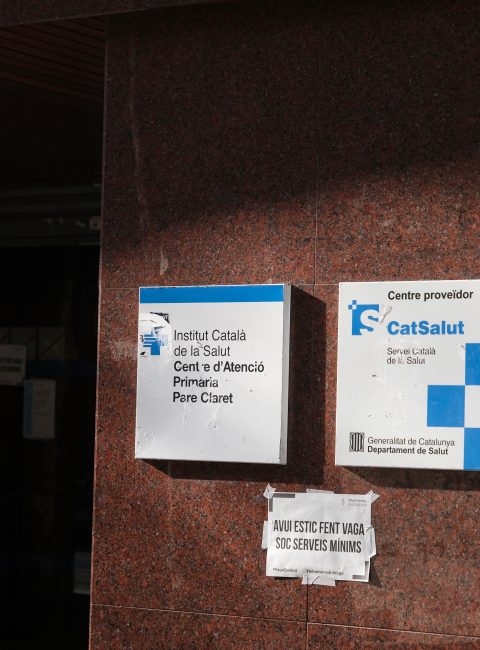 Institut Català
de la Salut
Centre d'Atenció
Primària
Pare Claret
Centre proveïdor
CatSalut
Servei Català
de la Salut
Generalitat de Catalunya
Departament de Salut
AVUI ESTIC FENT VAGA
SOC SERVEIS MÍNIMS